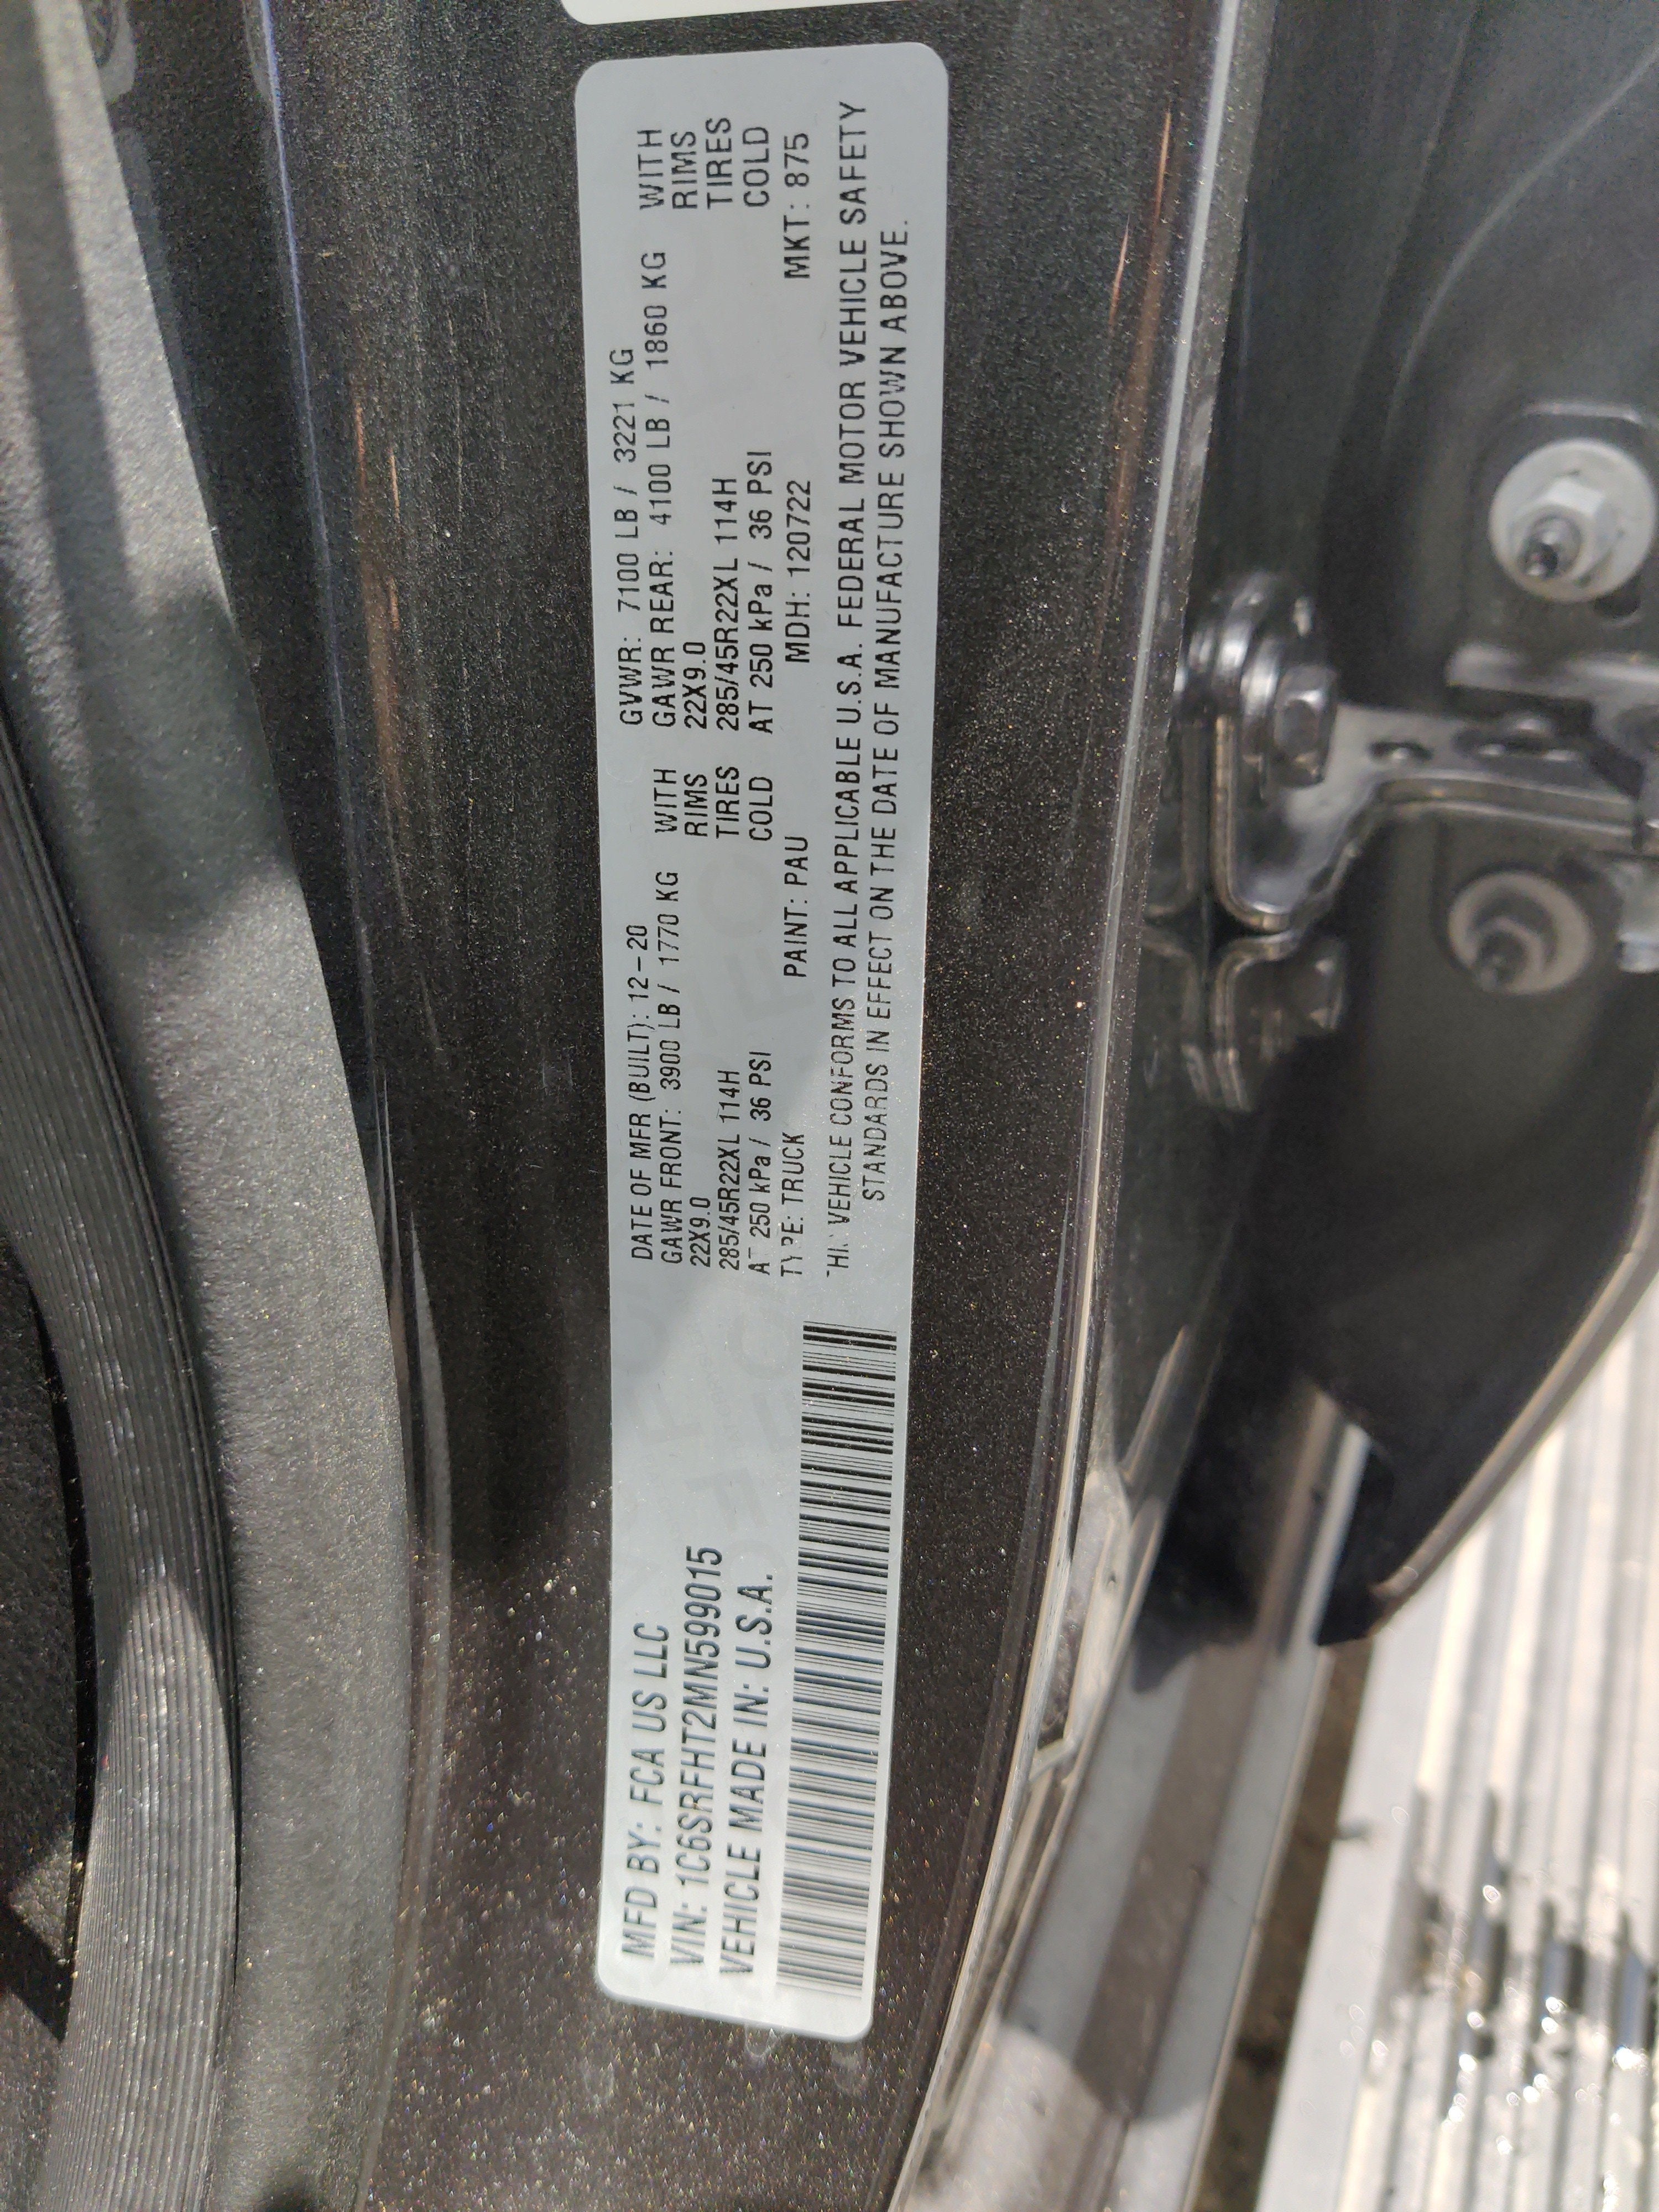 MFD BY: FCA US LLC
VIN: 1C6SRFHT2MN599015
VEHICLE MADE IN: U.S.A.
DATE OF MFR (BUILT): 12-20 GVWR: 7100 LB / 3221 KG
GAWR FRONT: 3900 LB / 1770 KG WITH GAWR REAR: 4100 LB / 1860 KG WITH
22X9.0 RIMS 22X9.0 RIMS
285/45R22XL 114H TIRES 285/45R22XL 114H TIRES
AT 250 kPa / 36 PSI COLD AT 250 kPa / 36 PSI COLD
TYPE: TRUCK PAINT: PAU MDH: 120722 MKT: 875
THIS VEHICLE CONFORMS TO ALL APPLICABLE U.S.A. FEDERAL MOTOR VEHICLE SAFETY
STANDARDS IN EFFECT ON THE DATE OF MANUFACTURE SHOWN ABOVE.